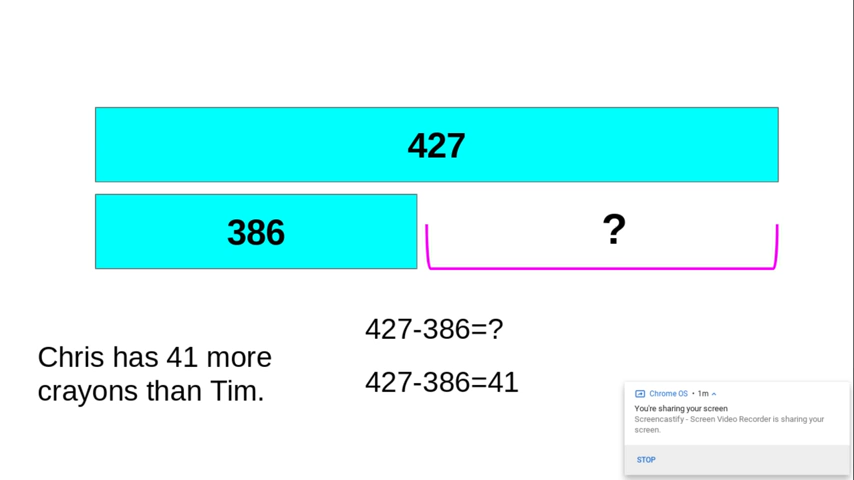 427
386
?
427-386=?
Chris has 41 more
crayons than Tim.
427-386=41
Chrome OS • 1m
You're sharing your screen
Screencastify - Screen Video Recorder is sharing your
screen.
STOP